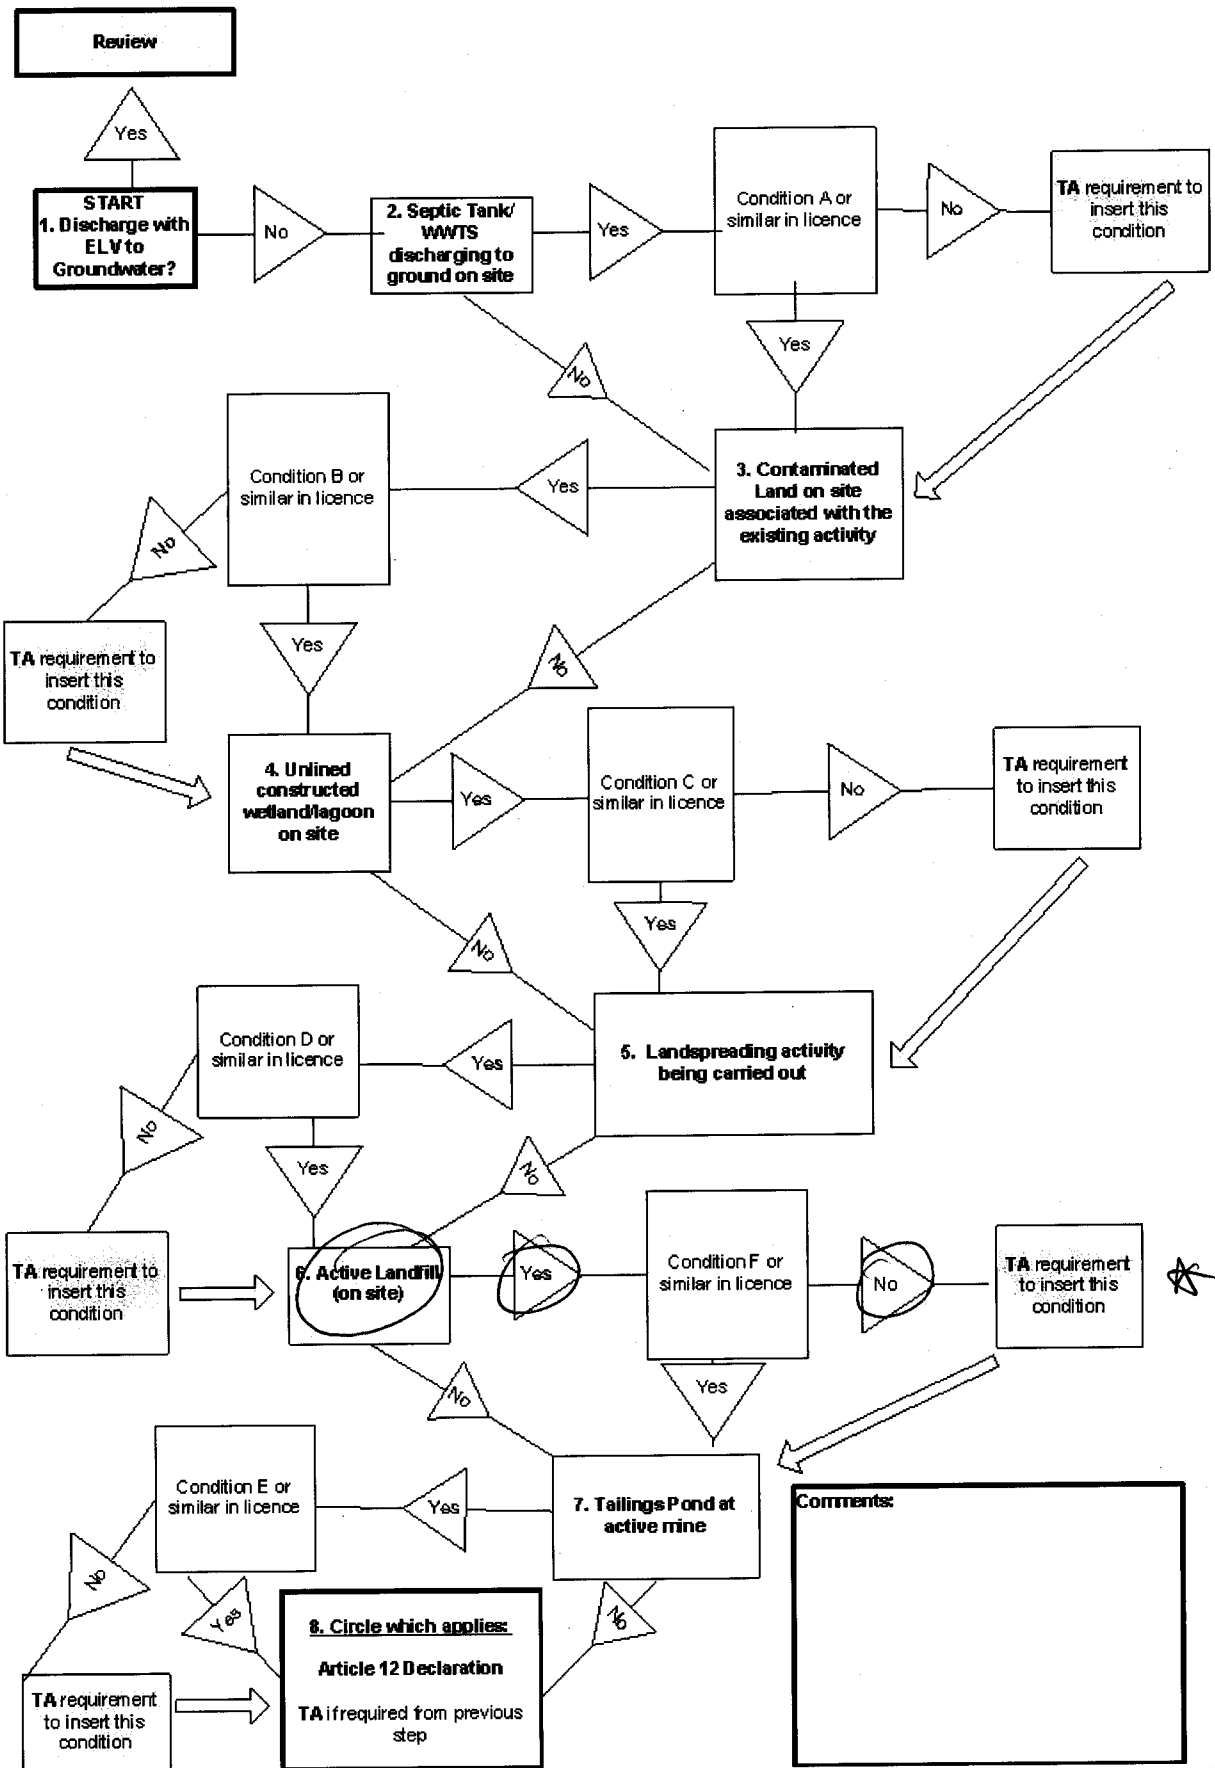 Review
Yes
START
1. Discharge with
ELV to
Groundwater?
No
2. Septic Tank/
WWTS
discharging to
ground on site
Yes
Condition A or
similar in licence
No
TA requirement to
insert this
condition
Yes
No
3. Contaminated
Land on site
associated with the
existing activity
Yes
Condition B or
similar in licence
No
TA requirement to
insert this
condition
Yes
No
4. Unlined
constructed
wetland/lagoon
on site
Yes
Condition C or
similar in licence
No
TA requirement
to insert this
condition
Yes
No
5. Landspreading activity
being carried out
Yes
Condition D or
similar in licence
No
TA requirement to
insert this
condition
Yes
No
6. Active Landfill
(on site)
Yes
Condition F or
similar in licence
No
TA requirement
to insert this
condition
Yes
No
7. Tailings Pond at
active mine
Yes
Condition E or
similar in licence
No
TA requirement
to insert this
condition
Yes
No
8. Circle which applies:
Article 12 Declaration
TA if required from previous
step
Comments: